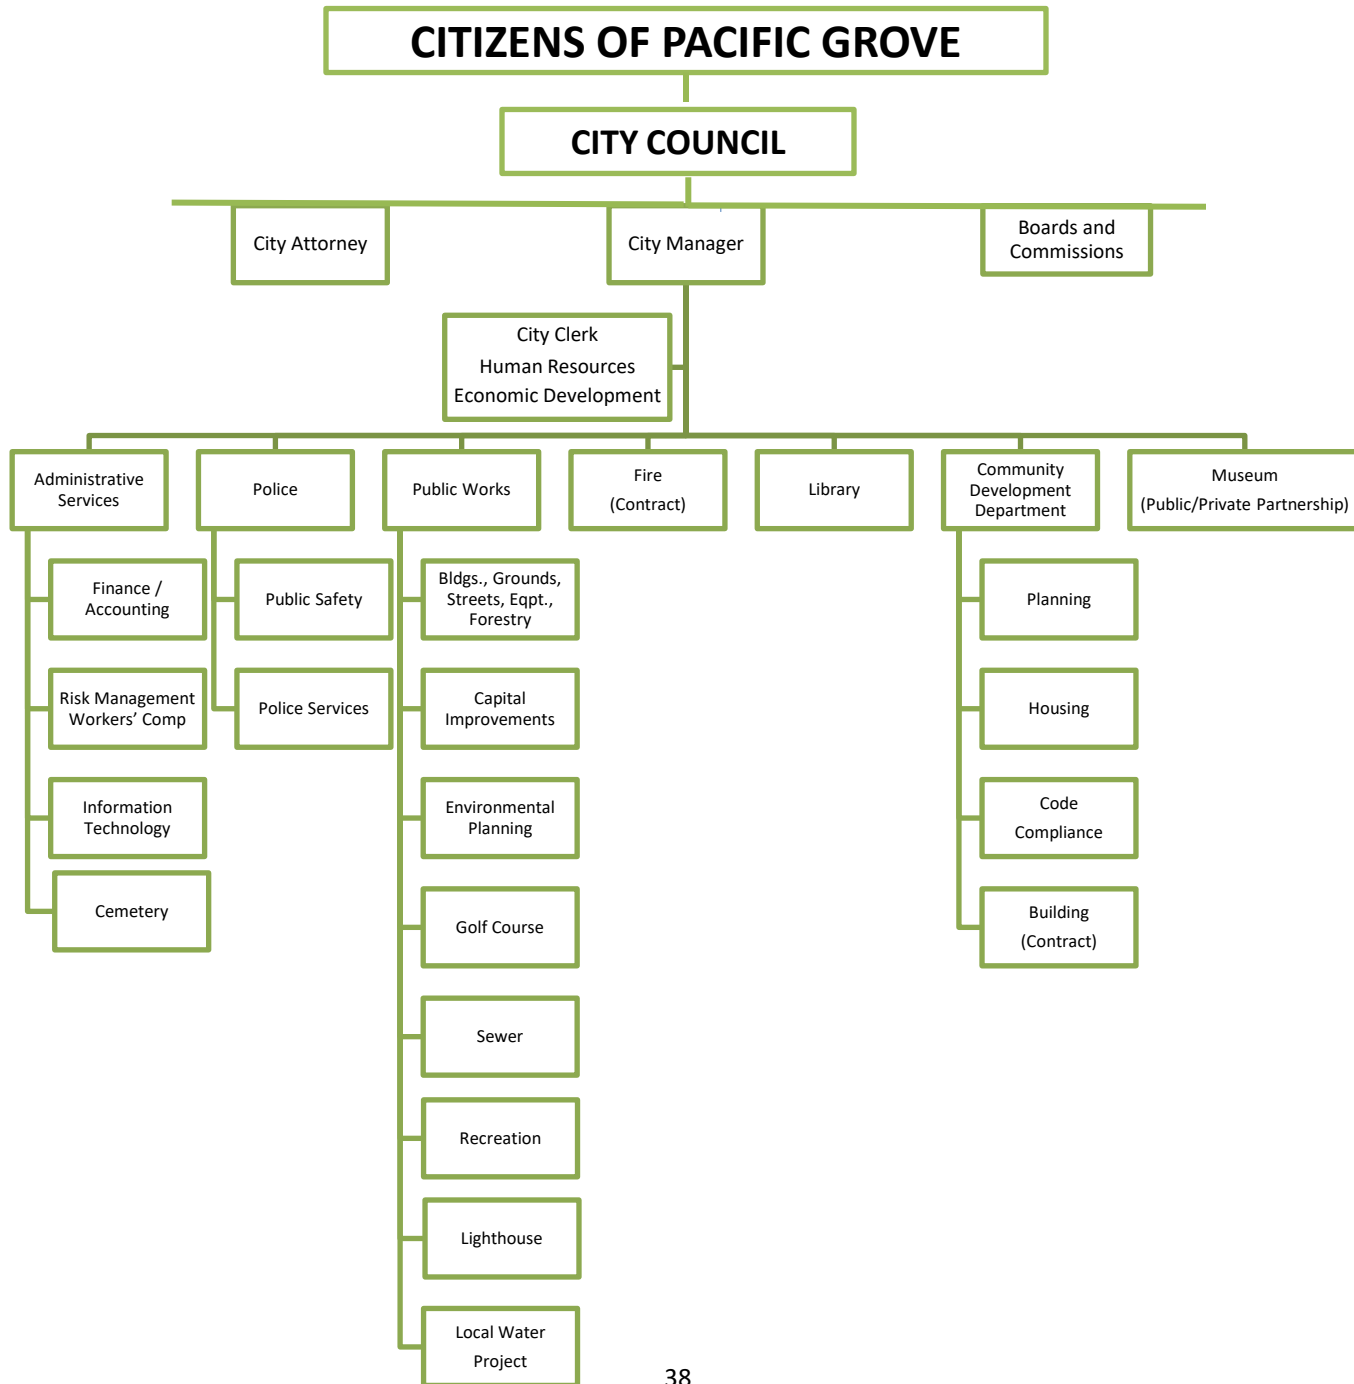 CITIZENS OF PACIFIC GROVE
CITY COUNCIL
City Attorney
City Manager
Boards and
Commissions
City Clerk
Human Resources
Economic Development
Administrative
Services
Police
Public Works
Fire
(Contract)
Library
Community
Development
Department
Museum
(Public/Private Partnership)
Finance /
Accounting
Risk Management
Workers’ Comp
Information
Technology
Cemetery
Public Safety
Police Services
Bldgs., Grounds,
Streets, Eqpt.,
Forestry
Capital
Improvements
Environmental
Planning
Golf Course
Sewer
Recreation
Lighthouse
Local Water
Project
Planning
Housing
Code
Compliance
Building
(Contract)
38